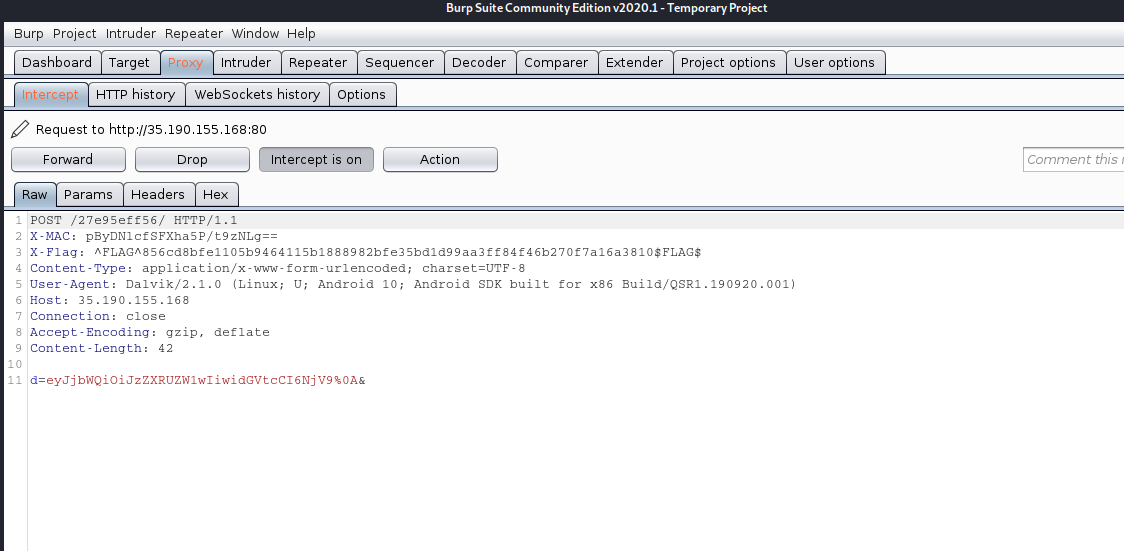 Burp Suite Community Edition v2020.1 - Temporary Project
Burp Project Intruder Repeater Window Help
Dashboard Target Proxy Intruder Repeater Sequencer Decoder Comparer Extender Project options User options
Intercept HTTP history WebSockets history Options
Request to http://35.190.155.168:80
Forward Drop Intercept is on Action Comment this
Raw Params Headers Hex
1 POST /27e95eff56/ HTTP/1.1
2 X-MAC: pByDNlcfSFXha5P/t9zNLg==
3 X-Flag: ^FLAG^856cd8bfe1105b9464115b1888982bfe35bd1d99aa3ff84f46b270f7a16a3810$FLAG$
4 Content-Type: application/x-www-form-urlencoded; charset=UTF-8
5 User-Agent: Dalvik/2.1.0 (Linux; U; Android 10; Android SDK built for x86 Build/QSR1.190920.001)
6 Host: 35.190.155.168
7 Connection: close
8 Accept-Encoding: gzip, deflate
9 Content-Length: 42
10
11 d=eyJjbWQiOiJzZXRUZW1wIiwidGVtcCI6NjV9%0A&